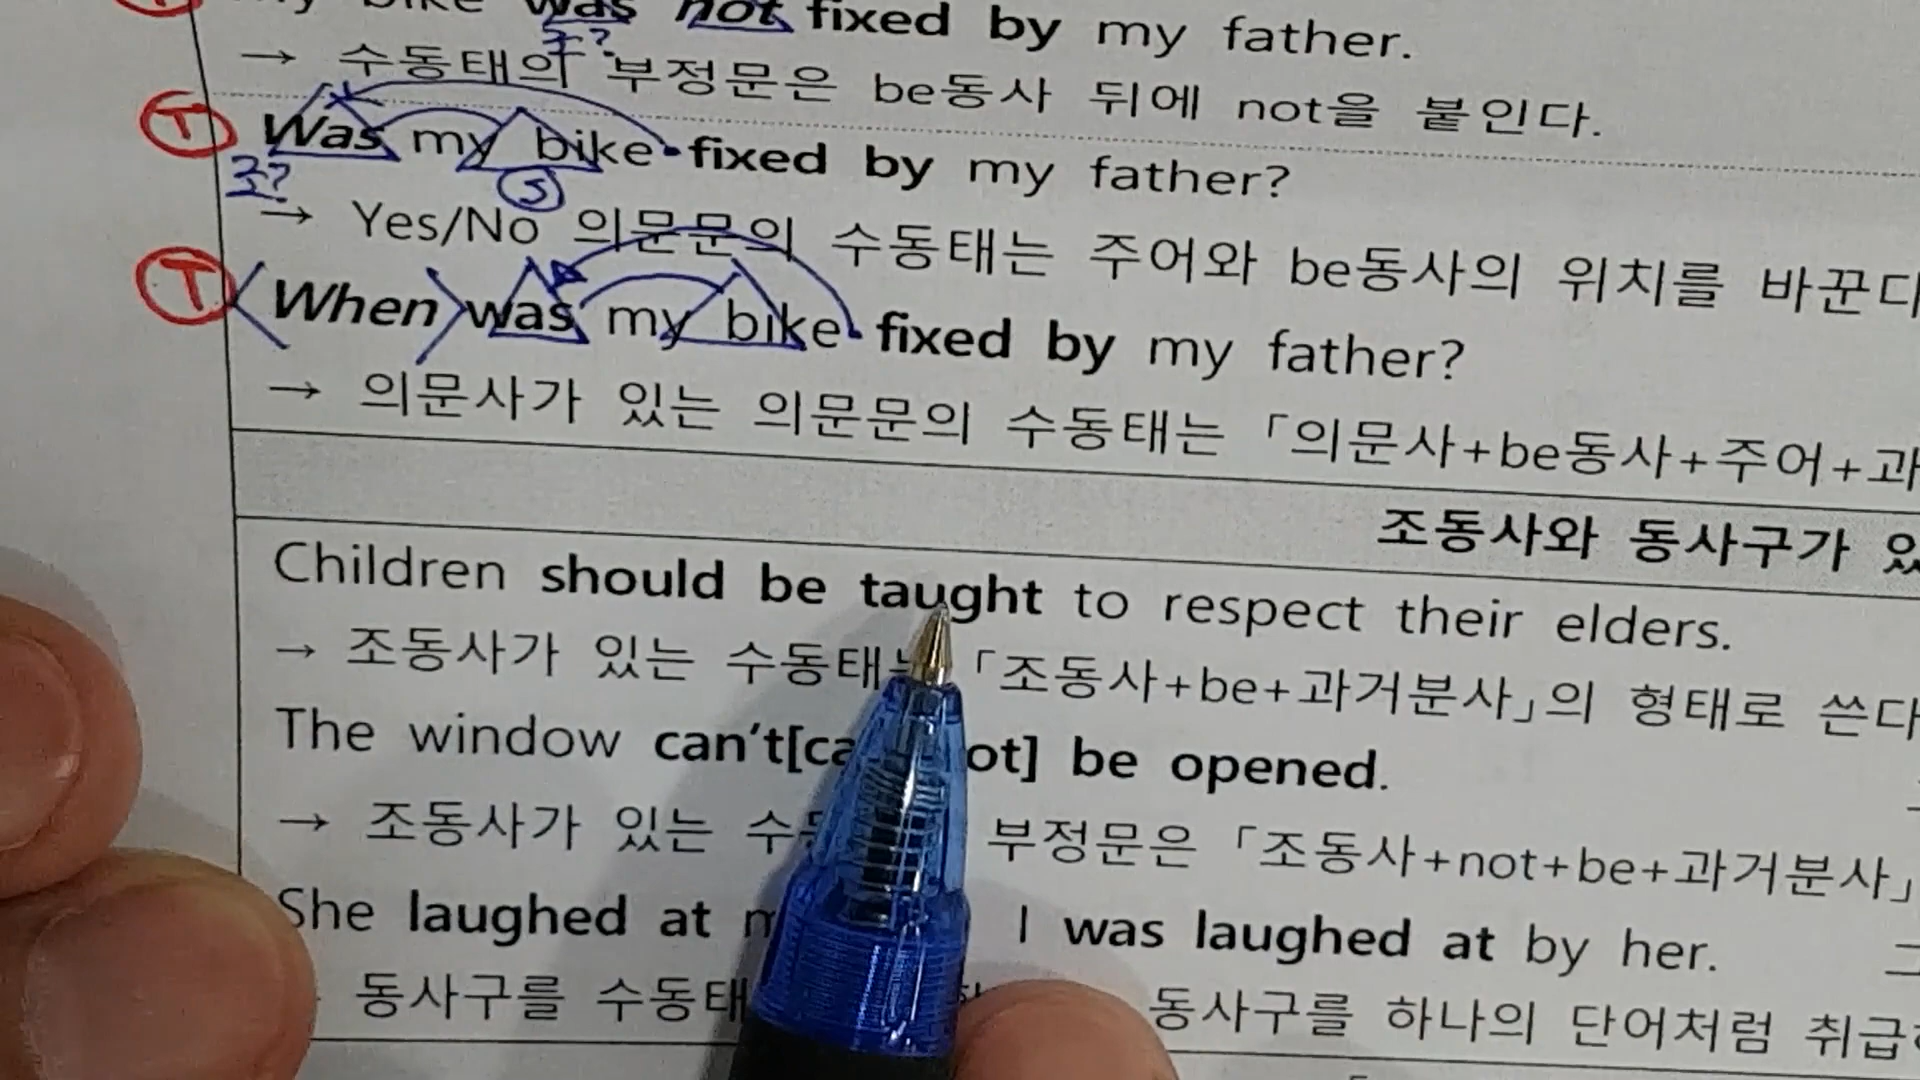 bike was not fixed by my father.
→ 수동태의 부정문은 be동사 뒤에 not을 붙인다.
T Was my bike fixed by my father?
S
→ Yes/No 의문문의 수동태는 주어와 be동사의 위치를 바꾼다
T When was my bike fixed by my father?
→ 의문사가 있는 의문문의 수동태는 「의문사+be동사+주어+과
조동사와 동사구가
Children should be taught to respect their elders.
→ 조동사가 있는 수동태는 「조동사+be+과거분사」의 형태로 쓴다
The window can't[ ot] be opened.
→ 조동사가 있는 부정문은 「조동사+not+be+과거분사」
She laughed at I was laughed at by her.
동사구를 수동태 동사구를 하나의 단어처럼 취급